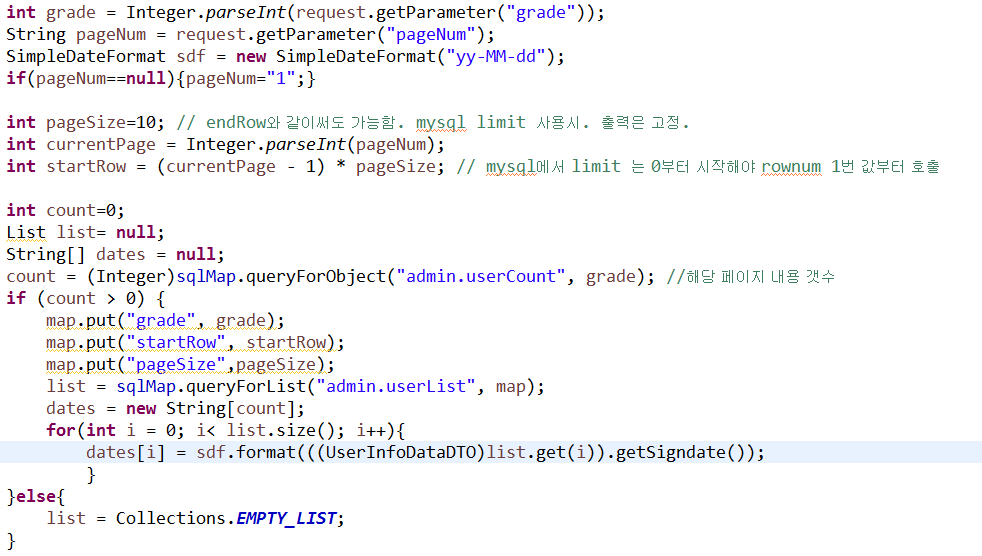 int grade = Integer.parseInt(request.getParameter("grade"));
String pageNum = request.getParameter("pageNum");
SimpleDateFormat sdf = new SimpleDateFormat("yy-MM-dd");
if(pageNum==null){pageNum="1";}
int pageSize=10; // endRow와 같이써도 가능함. mysql limit 사용시. 출력은 고정.
int currentPage = Integer.parseInt(pageNum);
int startRow = (currentPage - 1) * pageSize; // mysql에서 limit 는 0부터 시작해야 rownum 1번 값부터 호출
int count=0;
List list= null;
String[] dates = null;
count = (Integer)sqlMap.queryForObject("admin.userCount", grade); //해당 페이지 내용 갯수
if (count > 0) {
    map.put("grade", grade);
    map.put("startRow", startRow);
    map.put("pageSize",pageSize);
    list = sqlMap.queryForList("admin.userList", map);
    dates = new String[count];
    for(int i = 0; i< list.size(); i++){
        dates[i] = sdf.format(((UserInfoDataDTO)list.get(i)).getSigndate());
        }
}else{
    list = Collections.EMPTY_LIST;
}